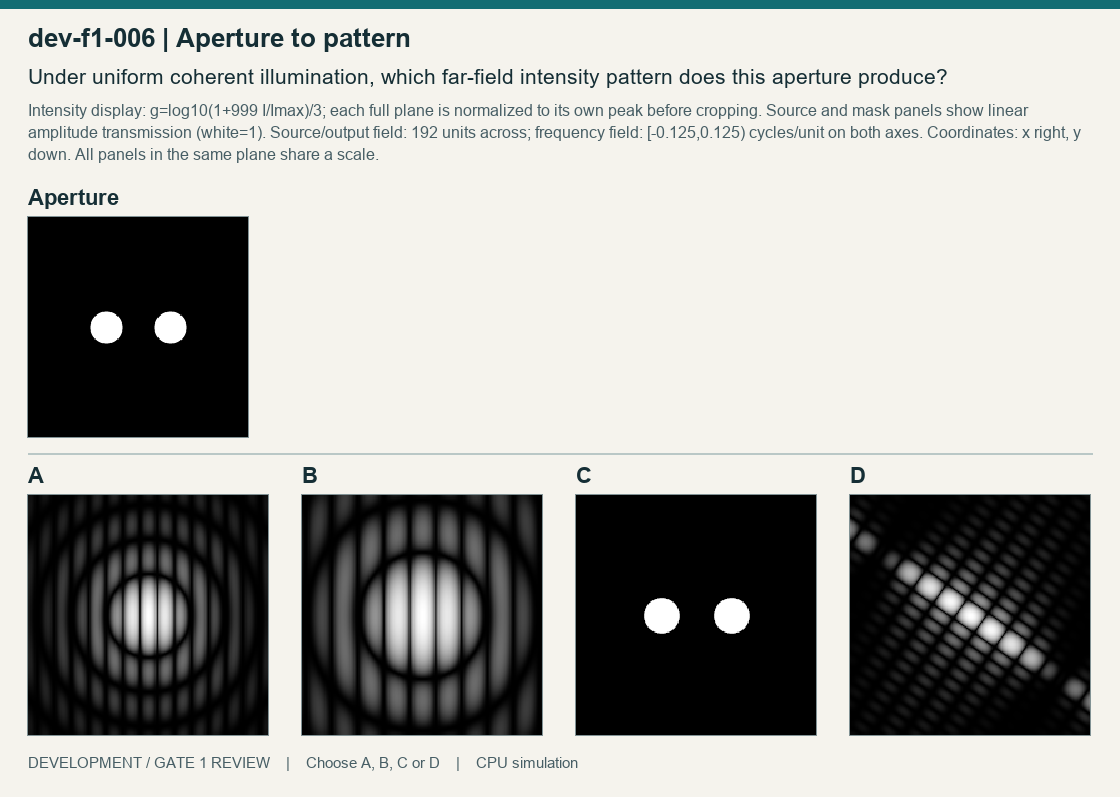 dev-f1-006 | Aperture to pattern
Under uniform coherent illumination, which far-field intensity pattern does this aperture produce?
Intensity display: g=log10(1+999 I/Imax)/3; each full plane is normalized to its own peak before cropping. Source and mask panels show linear
amplitude transmission (white=1). Source/output field: 192 units across; frequency field: [-0.125,0.125) cycles/unit on both axes. Coordinates: x right, y
down. All panels in the same plane share a scale.
Aperture
A B C D
DEVELOPMENT / GATE 1 REVIEW | Choose A, B, C or D | CPU simulation